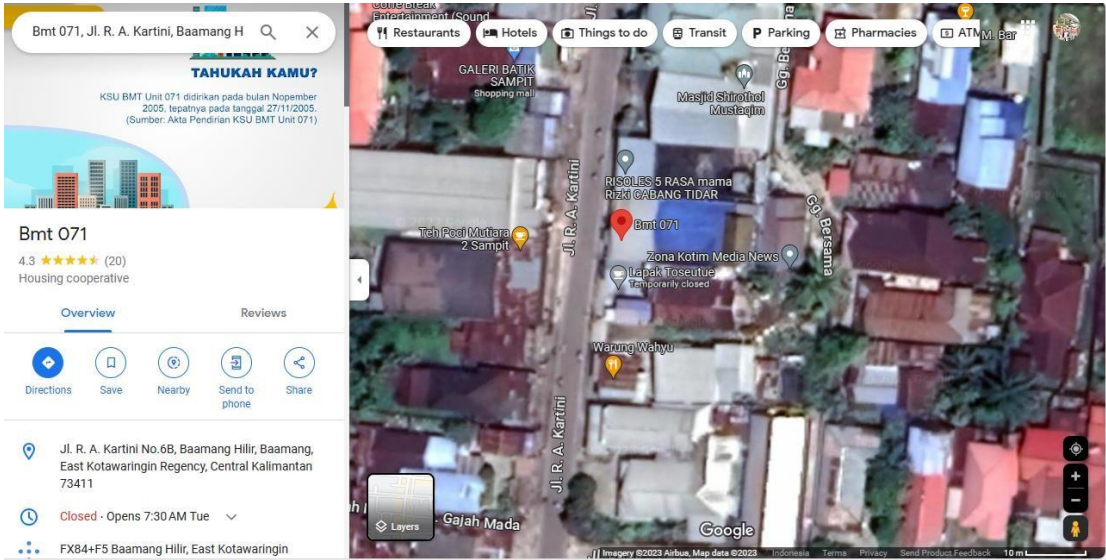 Bmt 071, Jl. R. A. Kartini, Baamang H
TAHUKAH KAMU?
KSU BMT Unit 071 didirikan pada bulan Nopember
2005, tepatnya pada tanggal 27/11/2005.
(Sumber: Akta Pendirian KSU BMT Unit 071)
Bmt 071
4.3 (20)
Housing cooperative
Overview
Reviews
Directions
Save
Nearby
Send to
phone
Share
Jl. R. A. Kartini No.6B, Baamang Hilir, Baamang,
East Kotawaringin Regency, Central Kalimantan
73411
Closed · Opens 7:30 AM Tue
FX84+F5 Baamang Hilir, East Kotawaringin
Entertainment (Sound
Restaurants
Hotels
Things to do
Transit
Parking
Pharmacies
ATM
M. Bar
GALERI BATIK
SAMPIT
Shopping mall
Masjid Shirothol
Mustaqim
Jl. R. A. Kartini
RISOLES 5 RASA mama
Rizki CABANG TIDAR
Bmt 071
Teh Poci Mutiara
2 Sampit
Gg. Bersama
Zona Kotim Media News
Lapak Toseutue
Temporarily closed
Warung Wahyu
Jl. R. A. Kartini
Layers
Gajah Mada
Google
Imagery ©2023 Airbus, Map data ©2023
Indonesia
Terms
Privacy
Send Product Feedback
10 m